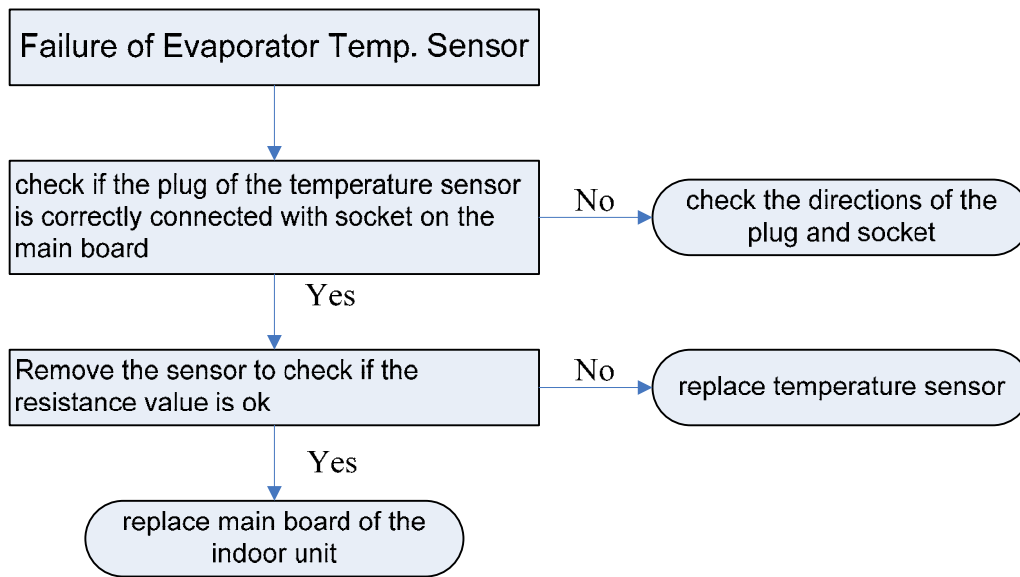 Failure of Evaporator Temp. Sensor
check if the plug of the temperature sensor
is correctly connected with socket on the
main board
No
check the directions of the
plug and socket
Yes
Remove the sensor to check if the
resistance value is ok
No
replace temperature sensor
Yes
replace main board of the
indoor unit